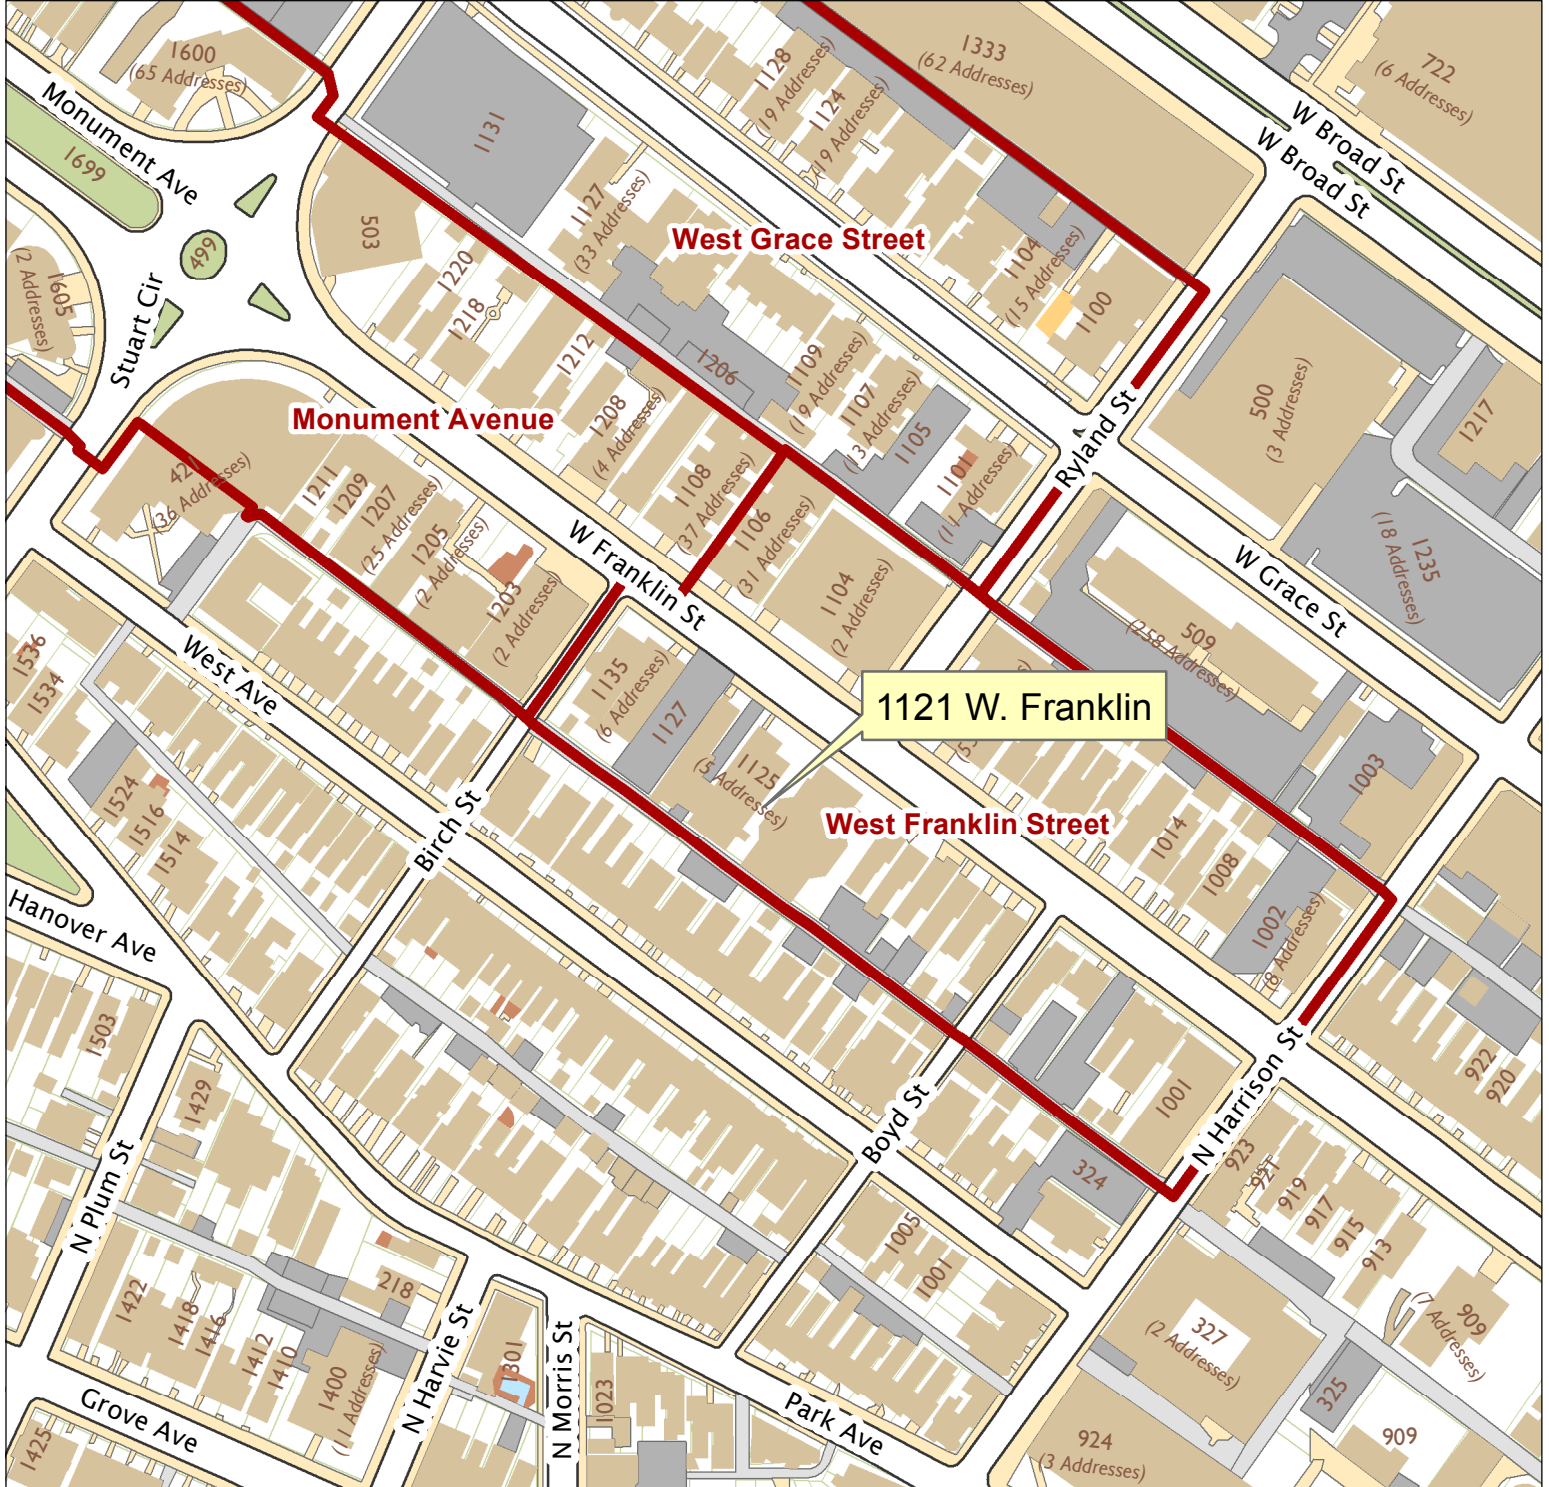 1600
(65 Addresses)
Monument Ave
1699
1131
1128
(19 Addresses)
1124
(19 Addresses)
1333
(62 Addresses)
722
(6 Addresses)
W Broad St
W Broad St
503
499
1127
(33 Addresses)
West Grace Street
1104
(15 Addresses)
1100
1605
(2 Addresses)
Stuart Cir
1220
1218
1212
1206
1109
(19 Addresses)
1107
(13 Addresses)
1105
1101
(11 Addresses)
Ryland St
500
(3 Addresses)
1217
Monument Avenue
1208
(4 Addresses)
1108
(37 Addresses)
1106
(31 Addresses)
1104
(2 Addresses)
421
(36 Addresses)
1211
1209
1207
(25 Addresses)
1205
(2 Addresses)
1203
(2 Addresses)
W Franklin St
W Grace St
1235
(18 Addresses)
509
(258 Addresses)
1536
1534
West Ave
1135
(6 Addresses)
1127
1125
(5 Addresses)
1121 W. Franklin
1003
West Franklin Street
1014
1008
1002
(8 Addresses)
1524
1516
1514
Birch St
Hanover Ave
1503
1429
N Plum St
Boyd St
1001
N Harrison St
922
920
324
923
921
919
917
915
913
1005
1001
909
(7 Addresses)
327
(2 Addresses)
325
909
924
(3 Addresses)
1422
1418
1416
1412
1410
1400
(11 Addresses)
218
N Harvie St
1301
N Morris St
1023
Park Ave
Grove Ave
1425